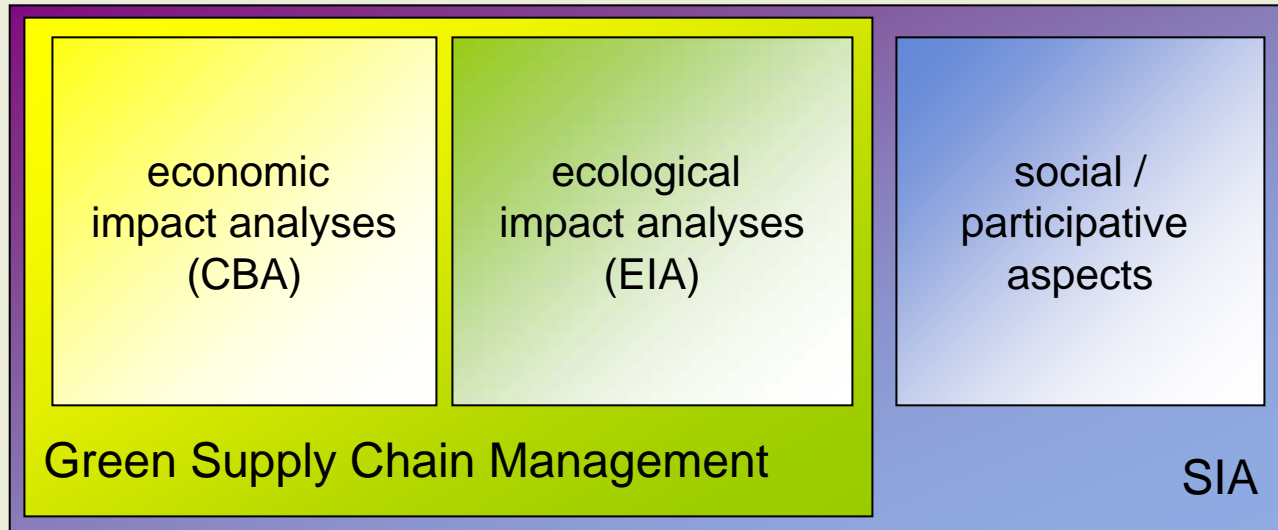 economic
impact analyses
(CBA)
ecological
impact analyses
(EIA)
social /
participative
aspects
Green Supply Chain Management
SIA